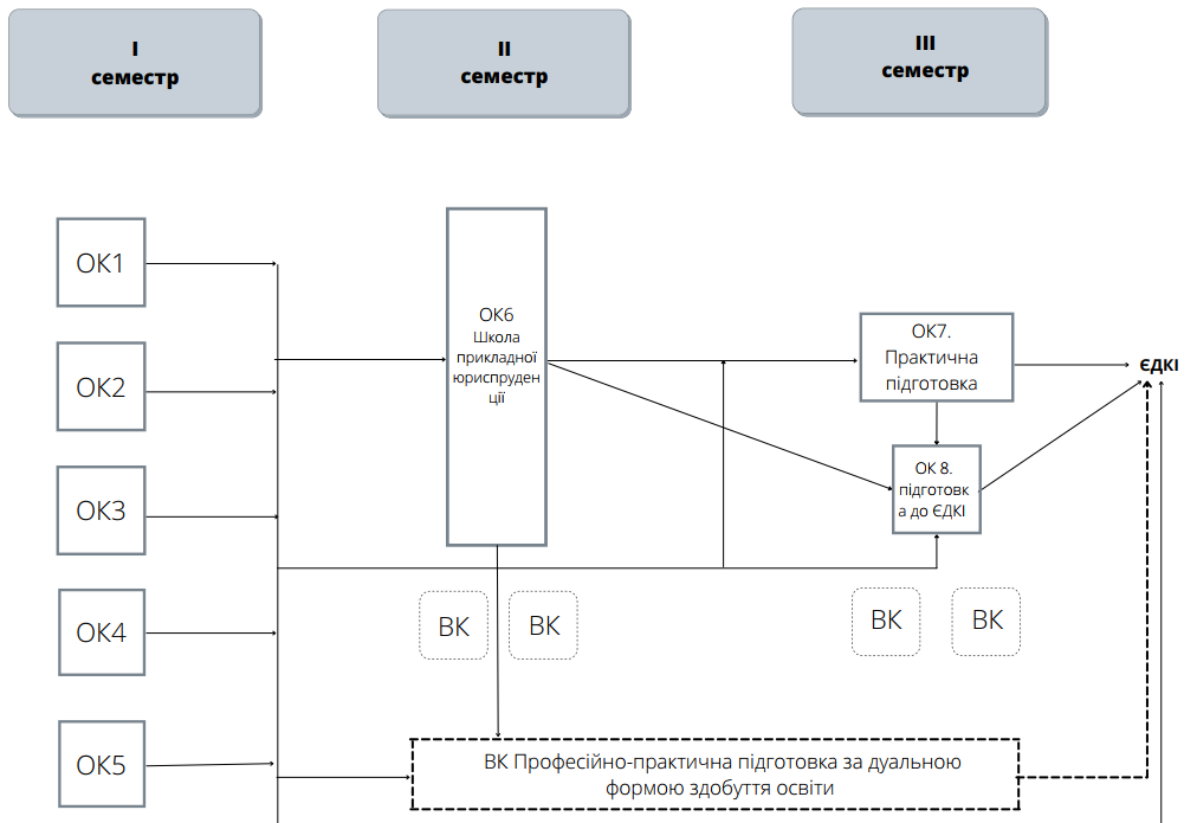 I
семестр
II
семестр
III
семестр
ОК1
ОК2
ОК3
ОК4
ОК5
ОК6
Школа
прикладної
юриспруден
ції
ВК
ВК
ОК7.
Практична
підготовка
ОК 8.
підготовк
а до ЄДКІ
ВК
ВК
ЄДКІ
ВК Професійно-практична підготовка за дуальною
формою здобуття освіти